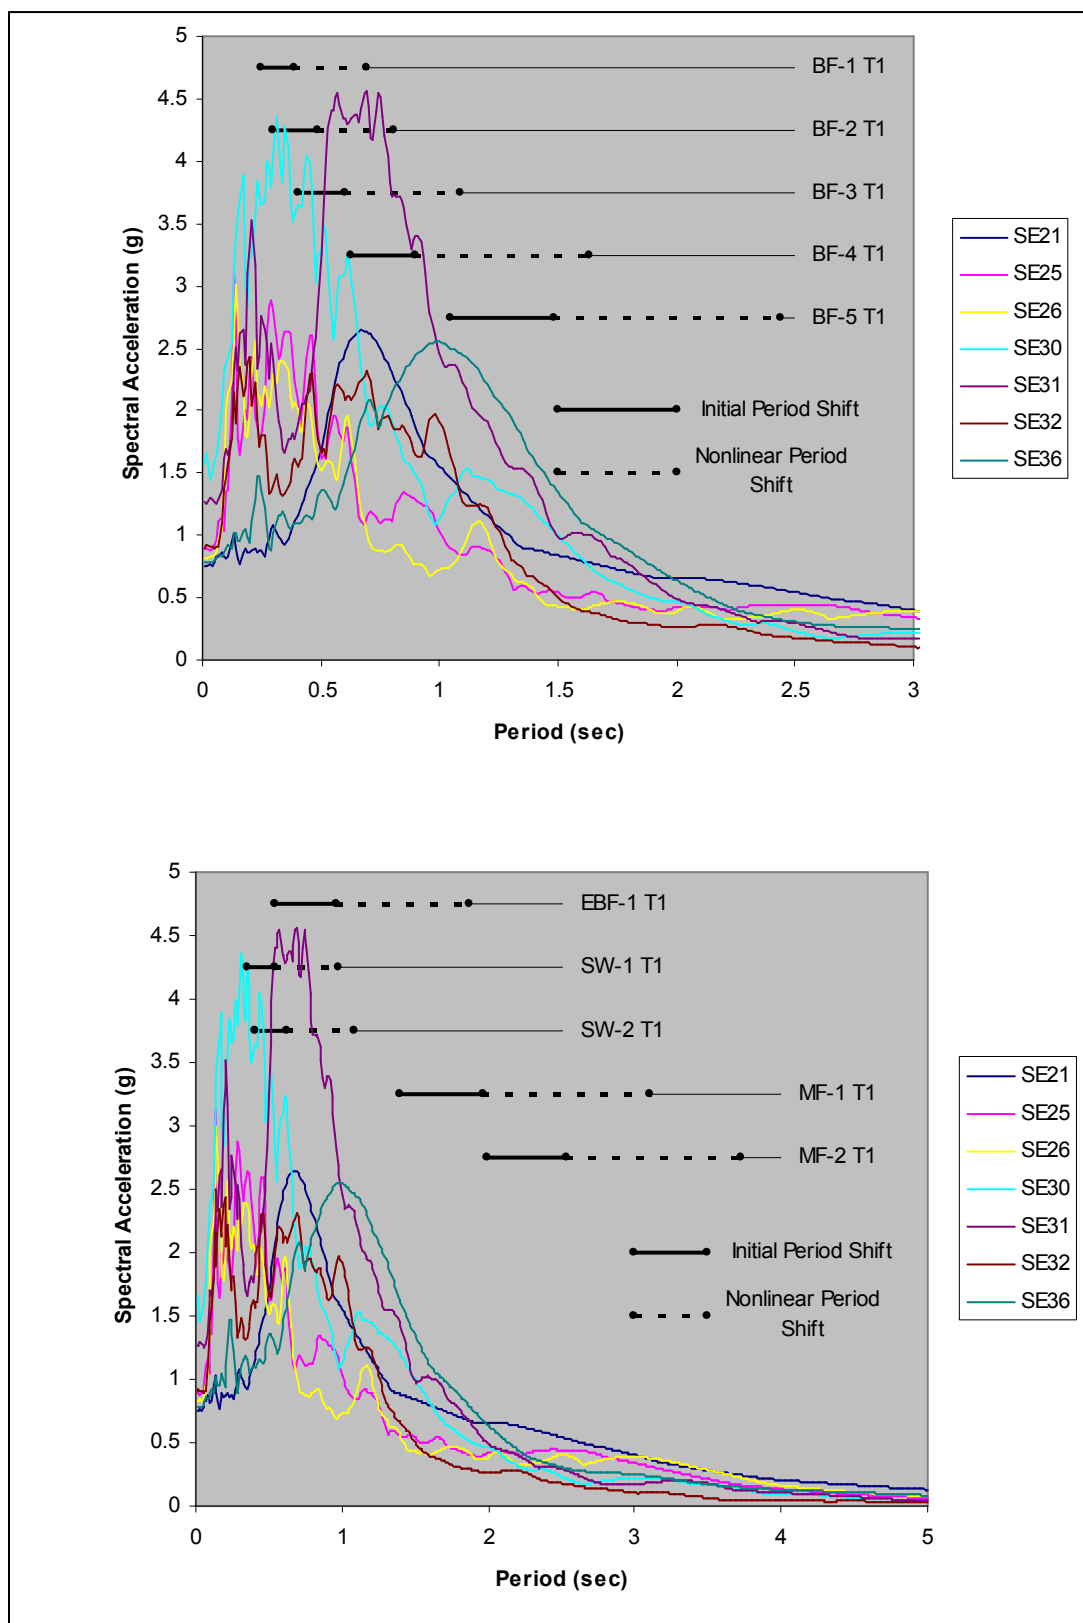 5
4.5
4
3.5
3
2.5
2
1.5
1
0.5
0
Spectral Acceleration (g)
BF-1 T1
BF-2 T1
BF-3 T1
BF-4 T1
BF-5 T1
Initial Period Shift
Nonlinear Period
Shift
0 0.5 1 1.5 2 2.5 3
Period (sec)
SE21
SE25
SE26
SE30
SE31
SE32
SE36
5
4.5
4
3.5
3
2.5
2
1.5
1
0.5
0
Spectral Acceleration (g)
EBF-1 T1
SW-1 T1
SW-2 T1
MF-1 T1
MF-2 T1
Initial Period Shift
Nonlinear Period
Shift
0 1 2 3 4 5
Period (sec)
SE21
SE25
SE26
SE30
SE31
SE32
SE36